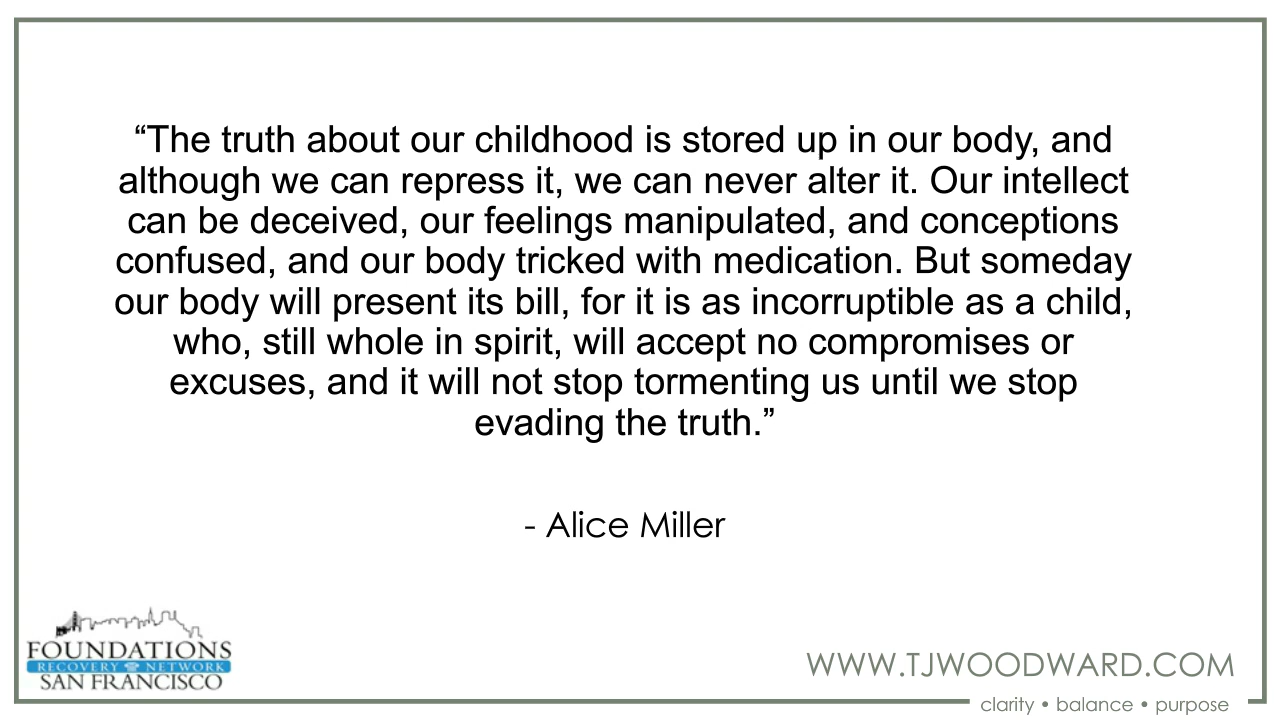 “The truth about our childhood is stored up in our body, and
although we can repress it, we can never alter it. Our intellect
can be deceived, our feelings manipulated, and conceptions
confused, and our body tricked with medication. But someday
our body will present its bill, for it is as incorruptible as a child,
who, still whole in spirit, will accept no compromises or
excuses, and it will not stop tormenting us until we stop
evading the truth.”
- Alice Miller
FOUNDATIONS
RECOVERY NETWORK
SAN FRANCISCO
WWW.TJWOODWARD.COM
clarity • balance • purpose